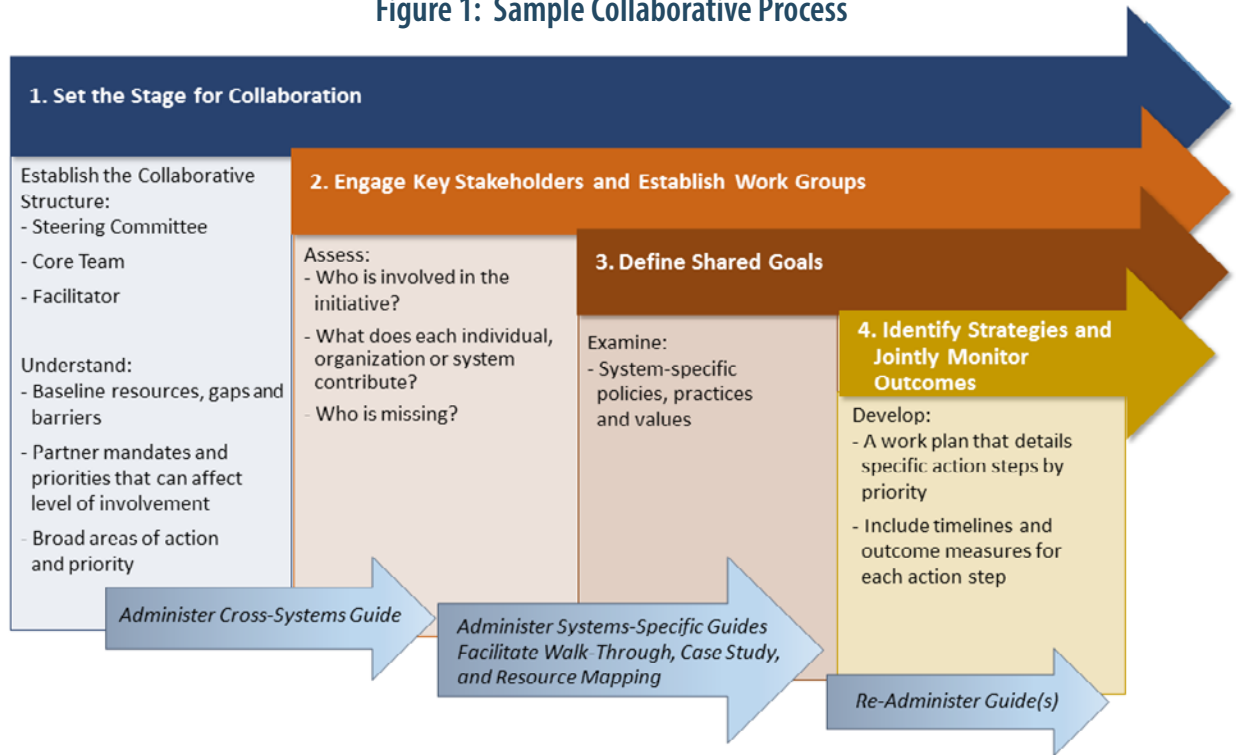 Figure 1: Sample Collaborative Process
1. Set the Stage for Collaboration
Establish the Collaborative
Structure:
- Steering Committee
- Core Team
- Facilitator
Understand:
- Baseline resources, gaps and
barriers
- Partner mandates and
priorities that can affect
level of involvement
- Broad areas of action
and priority
2. Engage Key Stakeholders and Establish Work Groups
Assess:
- Who is involved in the
initiative?
- What does each individual,
organization or system
contribute?
- Who is missing?
3. Define Shared Goals
Examine:
- System-specific
policies, practices
and values
4. Identify Strategies and
Jointly Monitor
Outcomes
Develop:
- A work plan that details
specific action steps by
priority
- Include timelines and
outcome measures for
each action step
Administer Cross-Systems Guide
Administer Systems-Specific Guides
Facilitate Walk-Through, Case Study,
and Resource Mapping
Re-Administer Guide(s)